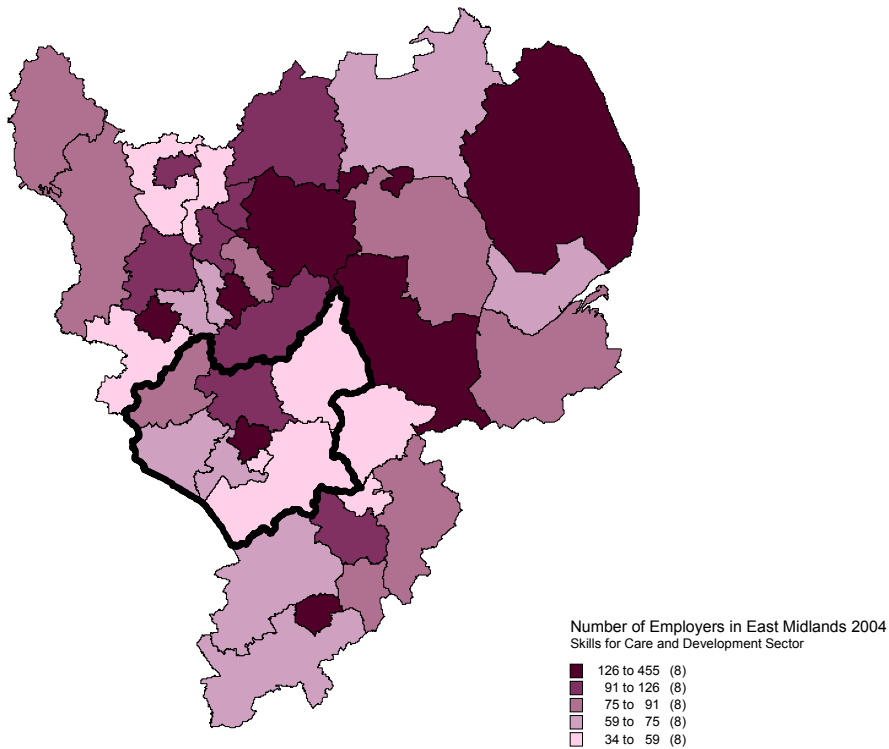 Number of Employers in East Midlands 2004
Skills for Care and Development Sector
126 to 455 (8)
91 to 126 (8)
75 to 91 (8)
59 to 75 (8)
34 to 59 (8)